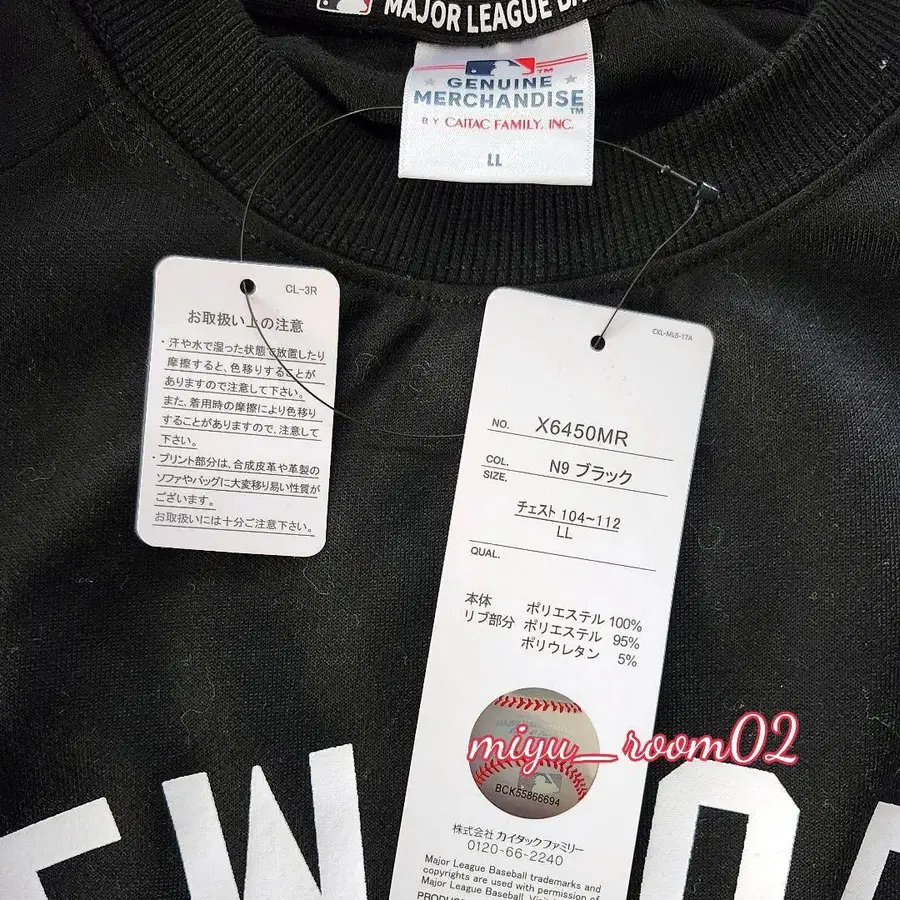 MAJOR LEAGUE
GENUINE
MERCHANDISE™
BY CAITAC FAMILY, INC.
LL
CL-3R
お取扱い上の注意
・汗や水で湿った状態で放置したり
摩擦すると、色移りすることが
ありますので注意して下さい。
また、着用時の摩擦により色移り
することがありますので、注意して
下さい。
・プリント部分は、合成皮革や革製の
ソファやバッグに大変移り易い性質が
ございます。
お取扱いには十分ご注意下さい。
CKL-MLB-17A
NO. X6450MR
COL. N9 ブラック
SIZE.
チェスト 104~112
LL
QUAL.
本体 ポリエステル 100%
リブ部分 ポリエステル 95%
ポリウレタン 5%
miyu_room02
BCK55866694
株式会社 カイタックファミリー
0120-66-2240
Major League Baseball trademarks and
copyrights are used with permission of
Major League Baseball.
EW